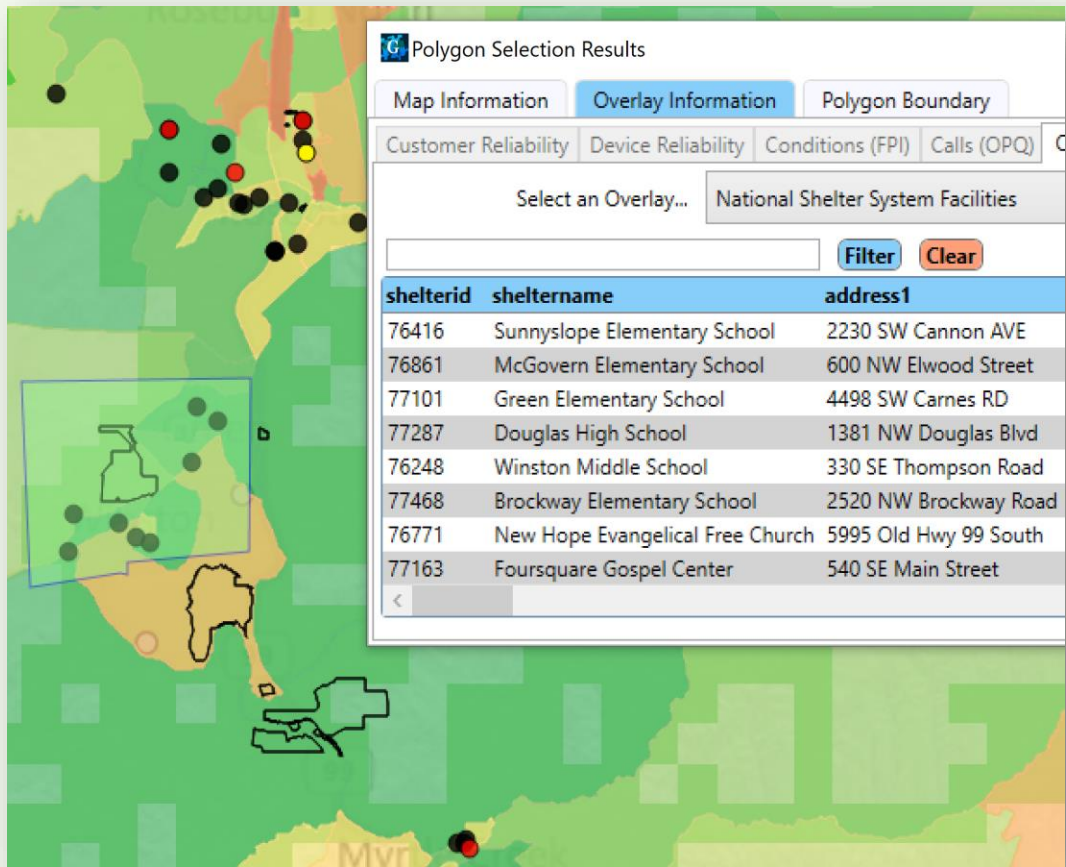 Roseburg North
G Polygon Selection Results
Map Information Overlay Information Polygon Boundary
Customer Reliability Device Reliability Conditions (FPI) Calls (OPQ)
Select an Overlay... National Shelter System Facilities
Filter Clear
shelterid sheltername address1
76416 Sunnyslope Elementary School 2230 SW Cannon AVE
76861 McGovern Elementary School 600 NW Elwood Street
77101 Green Elementary School 4498 SW Carnes RD
77287 Douglas High School 1381 NW Douglas Blvd
76248 Winston Middle School 330 SE Thompson Road
77468 Brockway Elementary School 2520 NW Brockway Road
76771 New Hope Evangelical Free Church 5995 Old Hwy 99 South
77163 Foursquare Gospel Center 540 SE Main Street
99